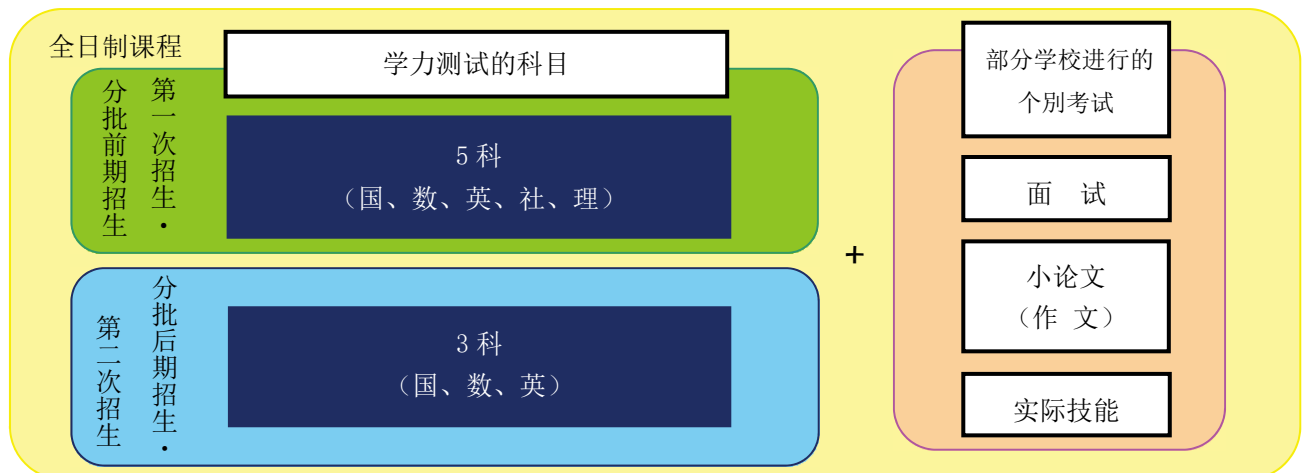 全日制课程
学力测试的科目
第一次招生・
分批前期招生
5科
（国、数、英、社、理）
分批后期招生・
第二次招生
3科
（国、数、英）
+
部分学校进行的
个別考试
面 试
小论文
（作 文）
实际技能